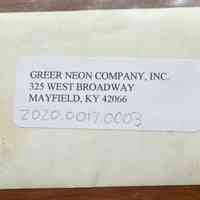 GREER NEON COMPANY, INC.
325 WEST BROADWAY
MAYFIELD, KY 42066
2020.0017.0003